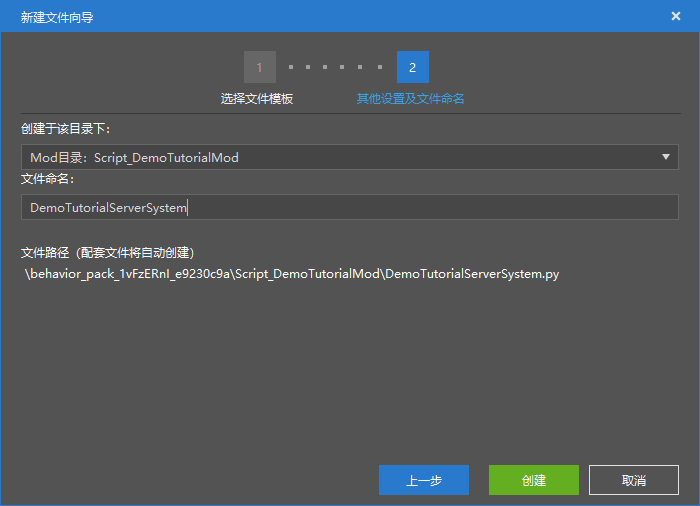 新建文件向导
1
2
选择文件模板
其他设置及文件命名
创建于该目录下：
Mod目录：Script_DemoTutorialMod
文件命名：
DemoTutorialServerSystem
文件路径（配套文件将自动创建）
\behavior_pack_1vFzERnI_e9230c9a\Script_DemoTutorialMod\DemoTutorialServerSystem.py
上一步
创建
取消